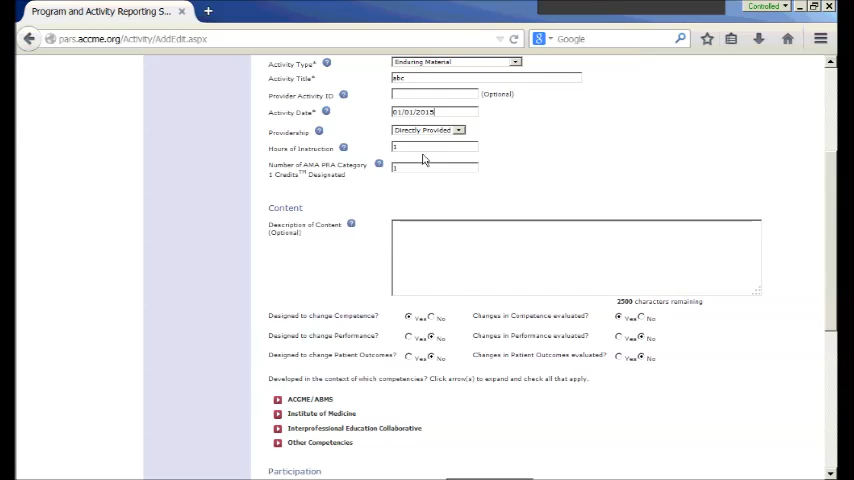 Program and Activity Reporting S...
Controlled
pars.accme.org/Activity/AddEdit.aspx
Google
Activity Type* Enduring Material
Activity Title* abc
Provider Activity ID (Optional)
Activity Date* 01/01/2015
Providership Directly Provided
Hours of Instruction 1
Number of AMA PRA Category
1 Credits™ Designated 1
Content
Description of Content
(Optional)
2500 characters remaining
Designed to change Competence? Yes No Changes in Competence evaluated? Yes No
Designed to change Performance? Yes No Changes in Performance evaluated? Yes No
Designed to change Patient Outcomes? Yes No Changes in Patient Outcomes evaluated? Yes No
Developed in the context of which competencies? Click arrow(s) to expand and check all that apply.
ACGME/ABMS
Institute of Medicine
Interprofessional Education Collaborative
Other Competencies
Participation